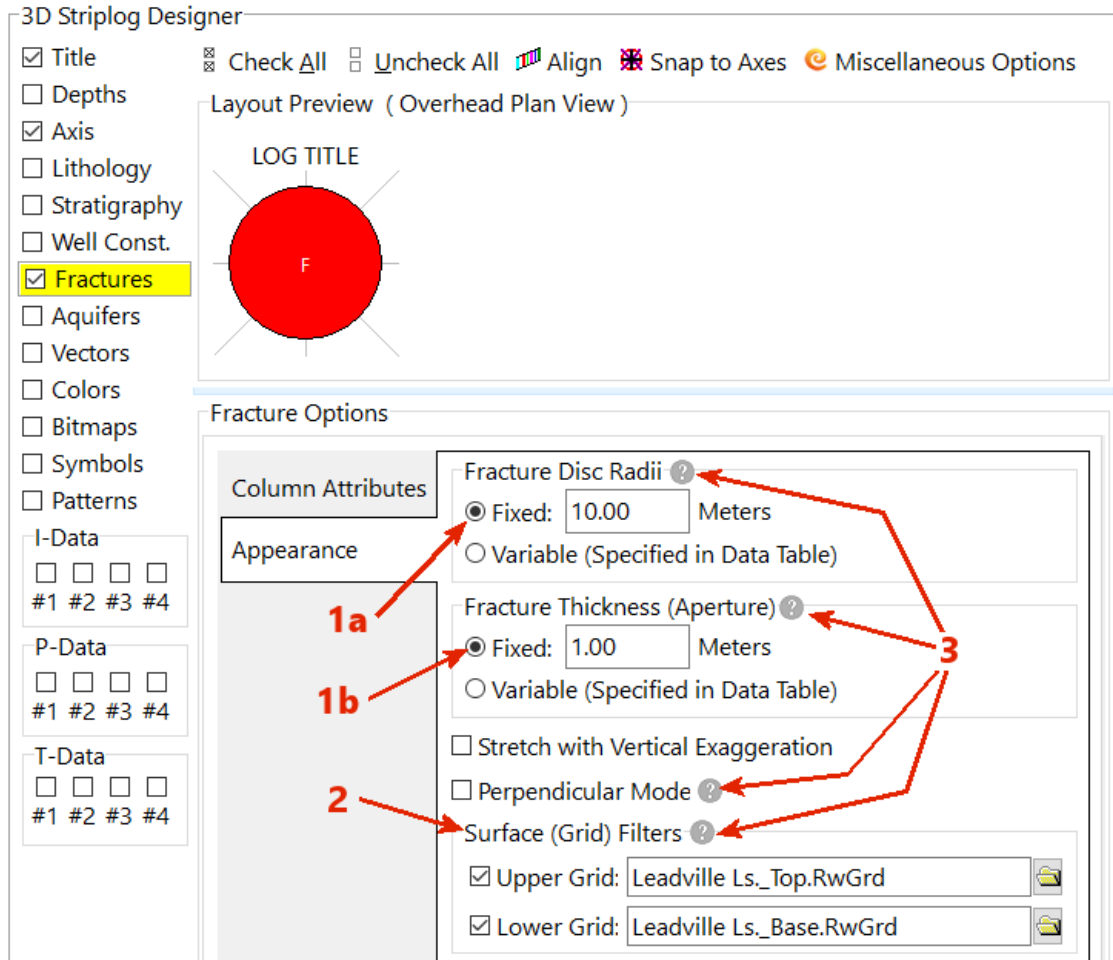 3D Striplog Designer
Title
Depths
Axis
Lithology
Stratigraphy
Well Const.
Fractures
Aquifers
Vectors
Colors
Bitmaps
Symbols
Patterns
I-Data
#1 #2 #3 #4
P-Data
#1 #2 #3 #4
T-Data
#1 #2 #3 #4
Check All Uncheck All Align Snap to Axes Miscellaneous Options
Layout Preview ( Overhead Plan View )
LOG TITLE
F
Fracture Options
Column Attributes
Appearance
Fracture Disc Radii ?
Fixed: 10.00 Meters
Variable (Specified in Data Table)
Fracture Thickness (Aperture) ?
Fixed: 1.00 Meters
Variable (Specified in Data Table)
Stretch with Vertical Exaggeration
Perpendicular Mode ?
Surface (Grid) Filters ?
Upper Grid: Leadville Ls._Top.RwGrd
Lower Grid: Leadville Ls._Base.RwGrd
1a
1b
2
3